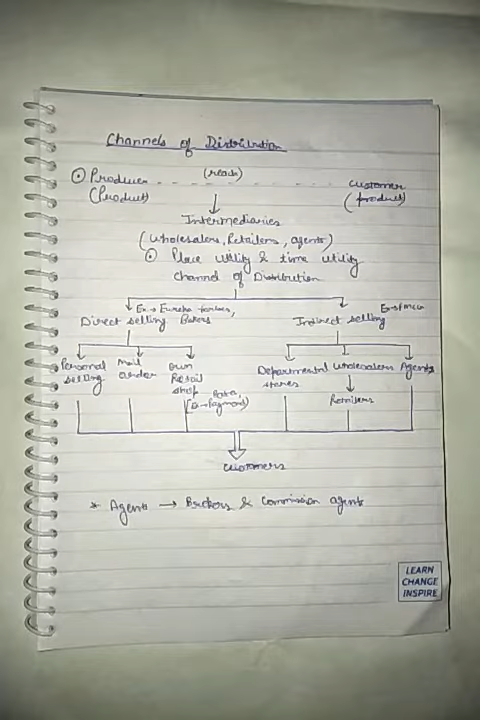 Channels of Distribution
⊙ Producer - - - (reach) - - - - - customer
(Product) (product)
Intermediaries
(wholesalers, Retailers, agents)
⊙ Place utility & time utility
channel of Distribution
Ex→ Eureka forbes, Bakers
Direct selling Indirect selling
Personal selling
Mail order
own Retail shop
Bata,
Departmental stores
wholesalers
Retailers
Agents
customers
* Agents → Brokers & Commission agents
LEARN
CHANGE
INSPIRE